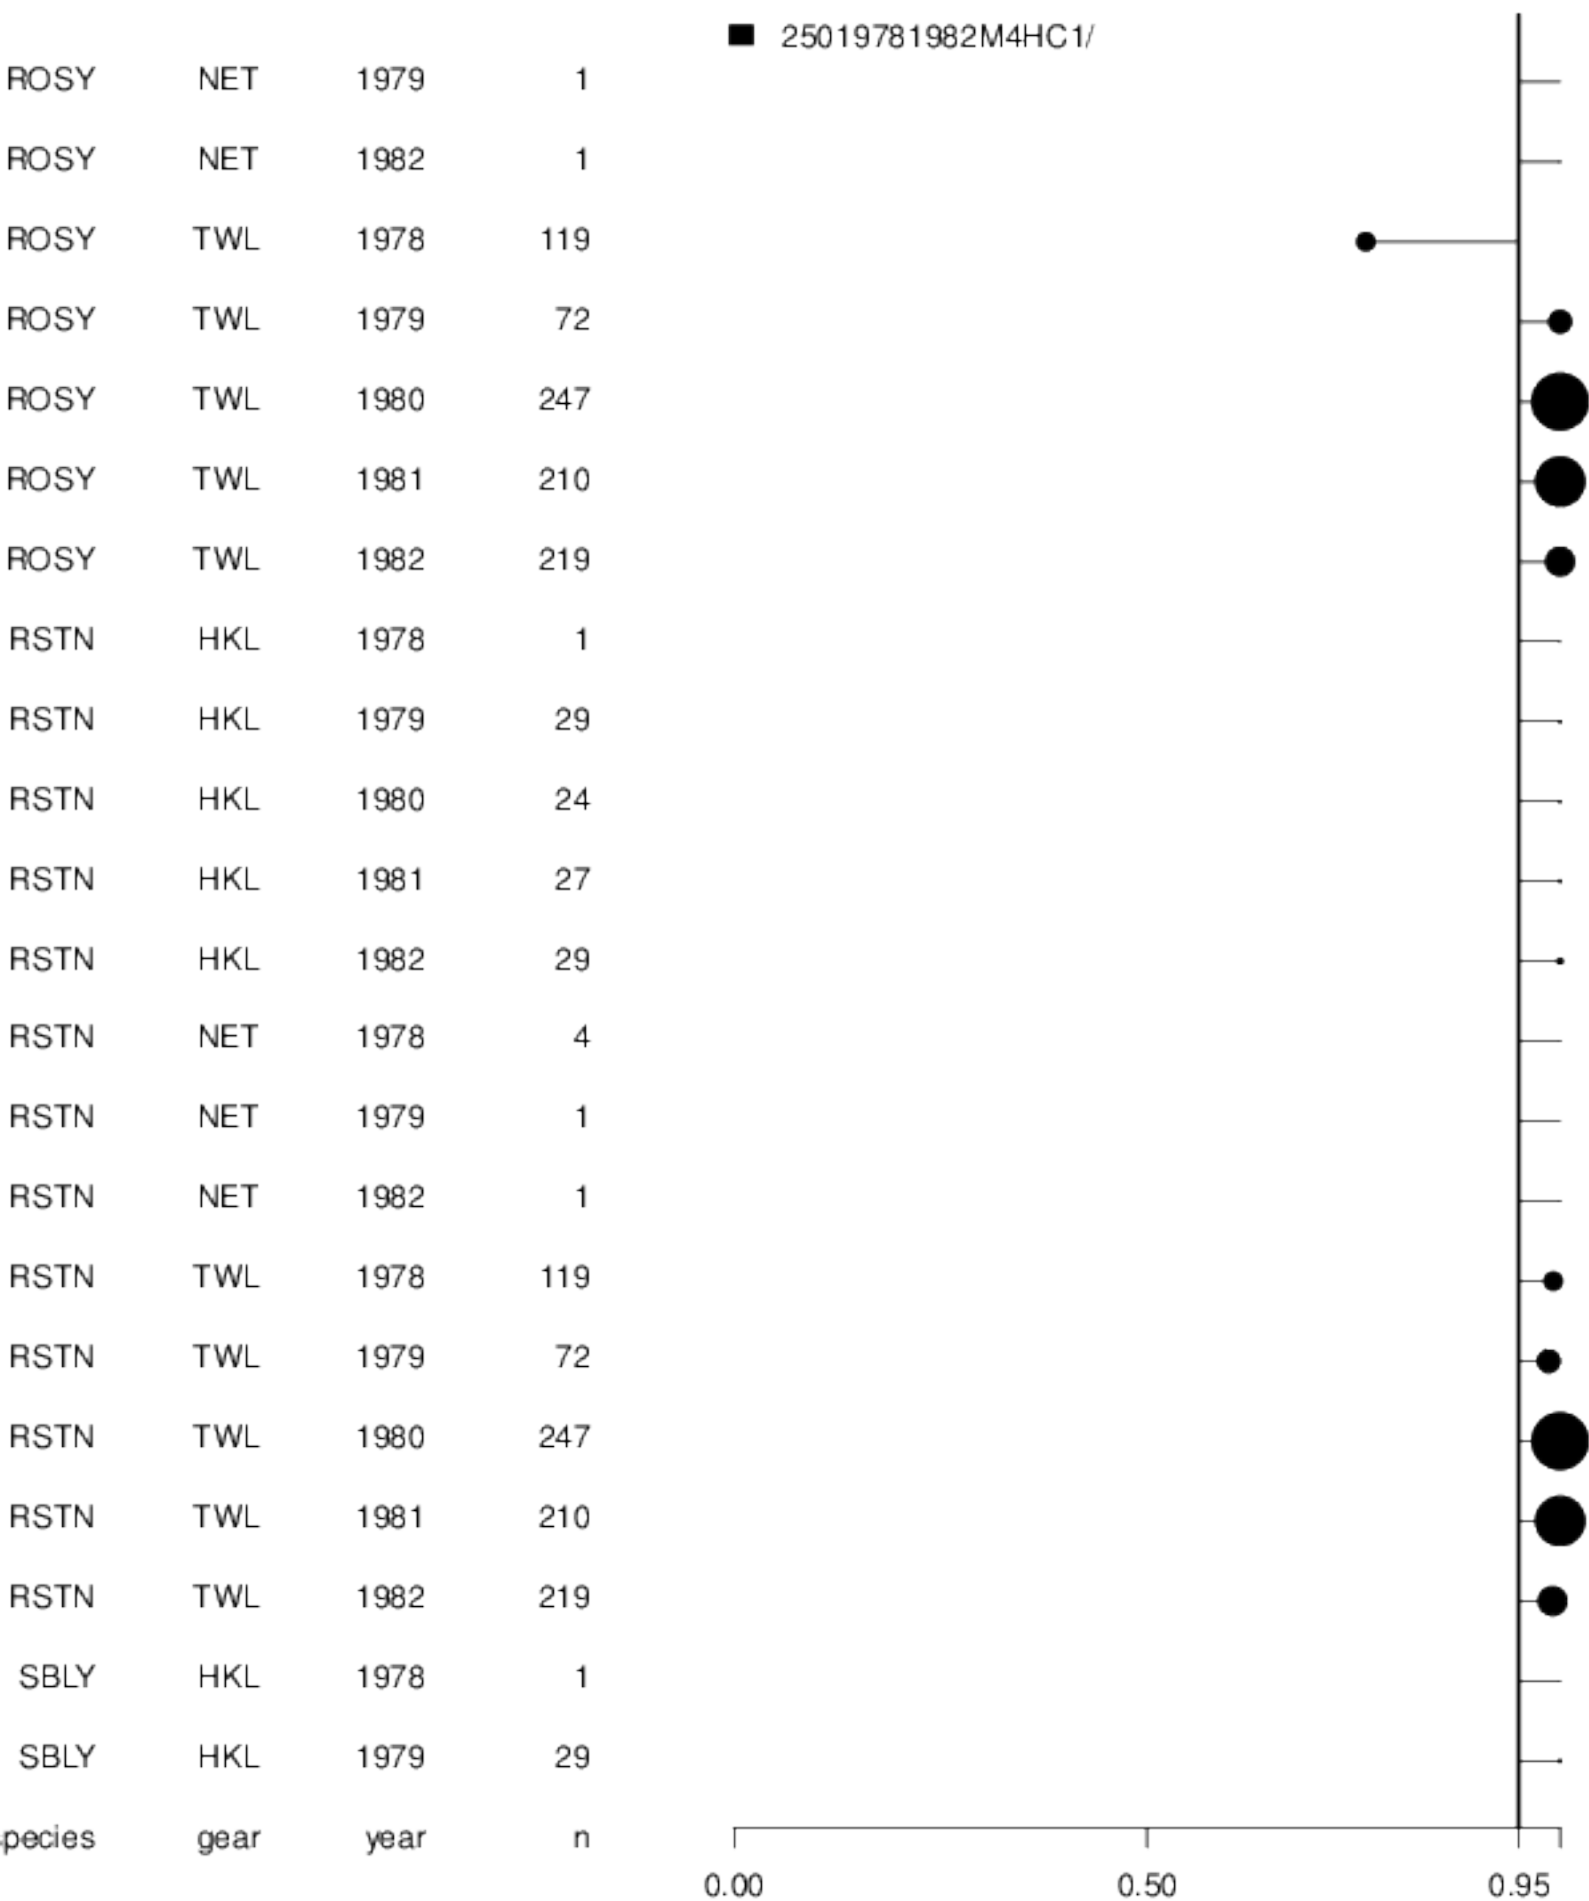 25019781982M4HC1/
ROSY NET 1979 1
ROSY NET 1982 1
ROSY TWL 1978 119
ROSY TWL 1979 72
ROSY TWL 1980 247
ROSY TWL 1981 210
ROSY TWL 1982 219
RSTN HKL 1978 1
RSTN HKL 1979 29
RSTN HKL 1980 24
RSTN HKL 1981 27
RSTN HKL 1982 29
RSTN NET 1978 4
RSTN NET 1979 1
RSTN NET 1982 1
RSTN TWL 1978 119
RSTN TWL 1979 72
RSTN TWL 1980 247
RSTN TWL 1981 210
RSTN TWL 1982 219
SBLY HKL 1978 1
SBLY HKL 1979 29
pecies gear year n
0.00 0.50 0.95